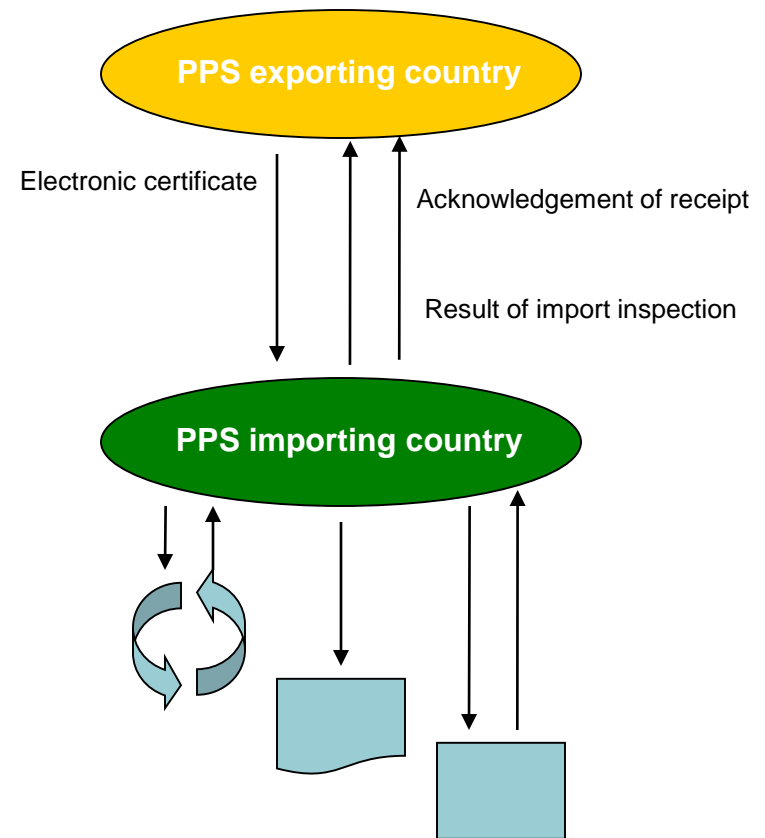 PPS exporting country
Electronic certificate
Acknowledgement of receipt
Result of import inspection
PPS importing country